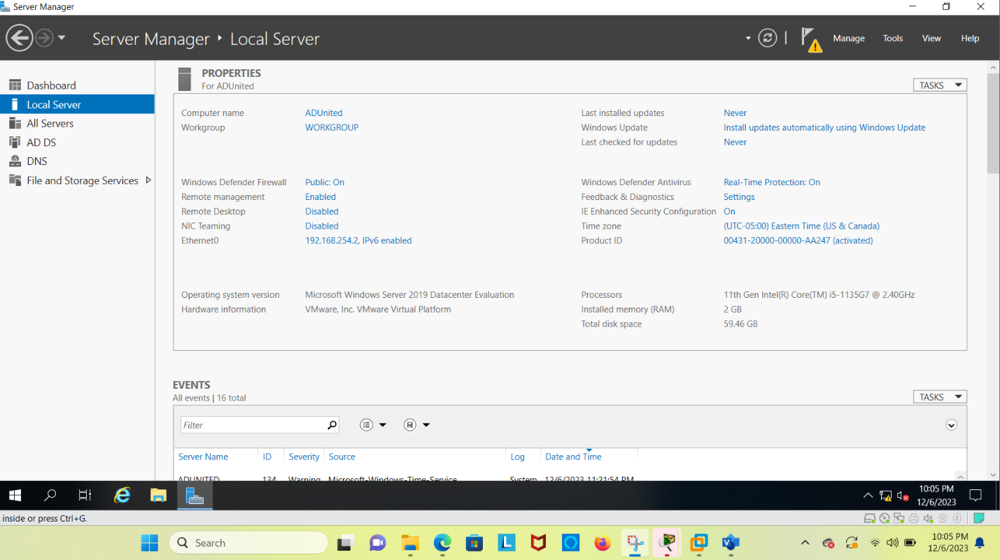 Server Manager
Server Manager ‣ Local Server
Manage Tools View Help
Dashboard
Local Server
All Servers
AD DS
DNS
File and Storage Services
PROPERTIES
For ADUnited
TASKS
Computer name ADUnited
Workgroup WORKGROUP
Last installed updates Never
Windows Update Install updates automatically using Windows Update
Last checked for updates Never
Windows Defender Firewall Public: On
Remote management Enabled
Remote Desktop Disabled
NIC Teaming Disabled
Ethernet0 192.168.254.2, IPv6 enabled
Windows Defender Antivirus Real-Time Protection: On
Feedback & Diagnostics Settings
IE Enhanced Security Configuration On
Time zone (UTC-05:00) Eastern Time (US & Canada)
Product ID 00431-20000-00000-AA247 (activated)
Operating system version Microsoft Windows Server 2019 Datacenter Evaluation
Hardware information VMware, Inc. VMware Virtual Platform
Processors 11th Gen Intel(R) Core(TM) i5-1135G7 @ 2.40GHz
Installed memory (RAM) 2 GB
Total disk space 59.46 GB
EVENTS
All events | 16 total
TASKS
Filter
Server Name ID Severity Source Log Date and Time
ADUNITED 134 Warning Microsoft-Windows-Time-Service System 12/6/2023 11:21:54 PM
10:05 PM
12/6/2023
inside or press Ctrl+G.
Search
10:05 PM
12/6/2023